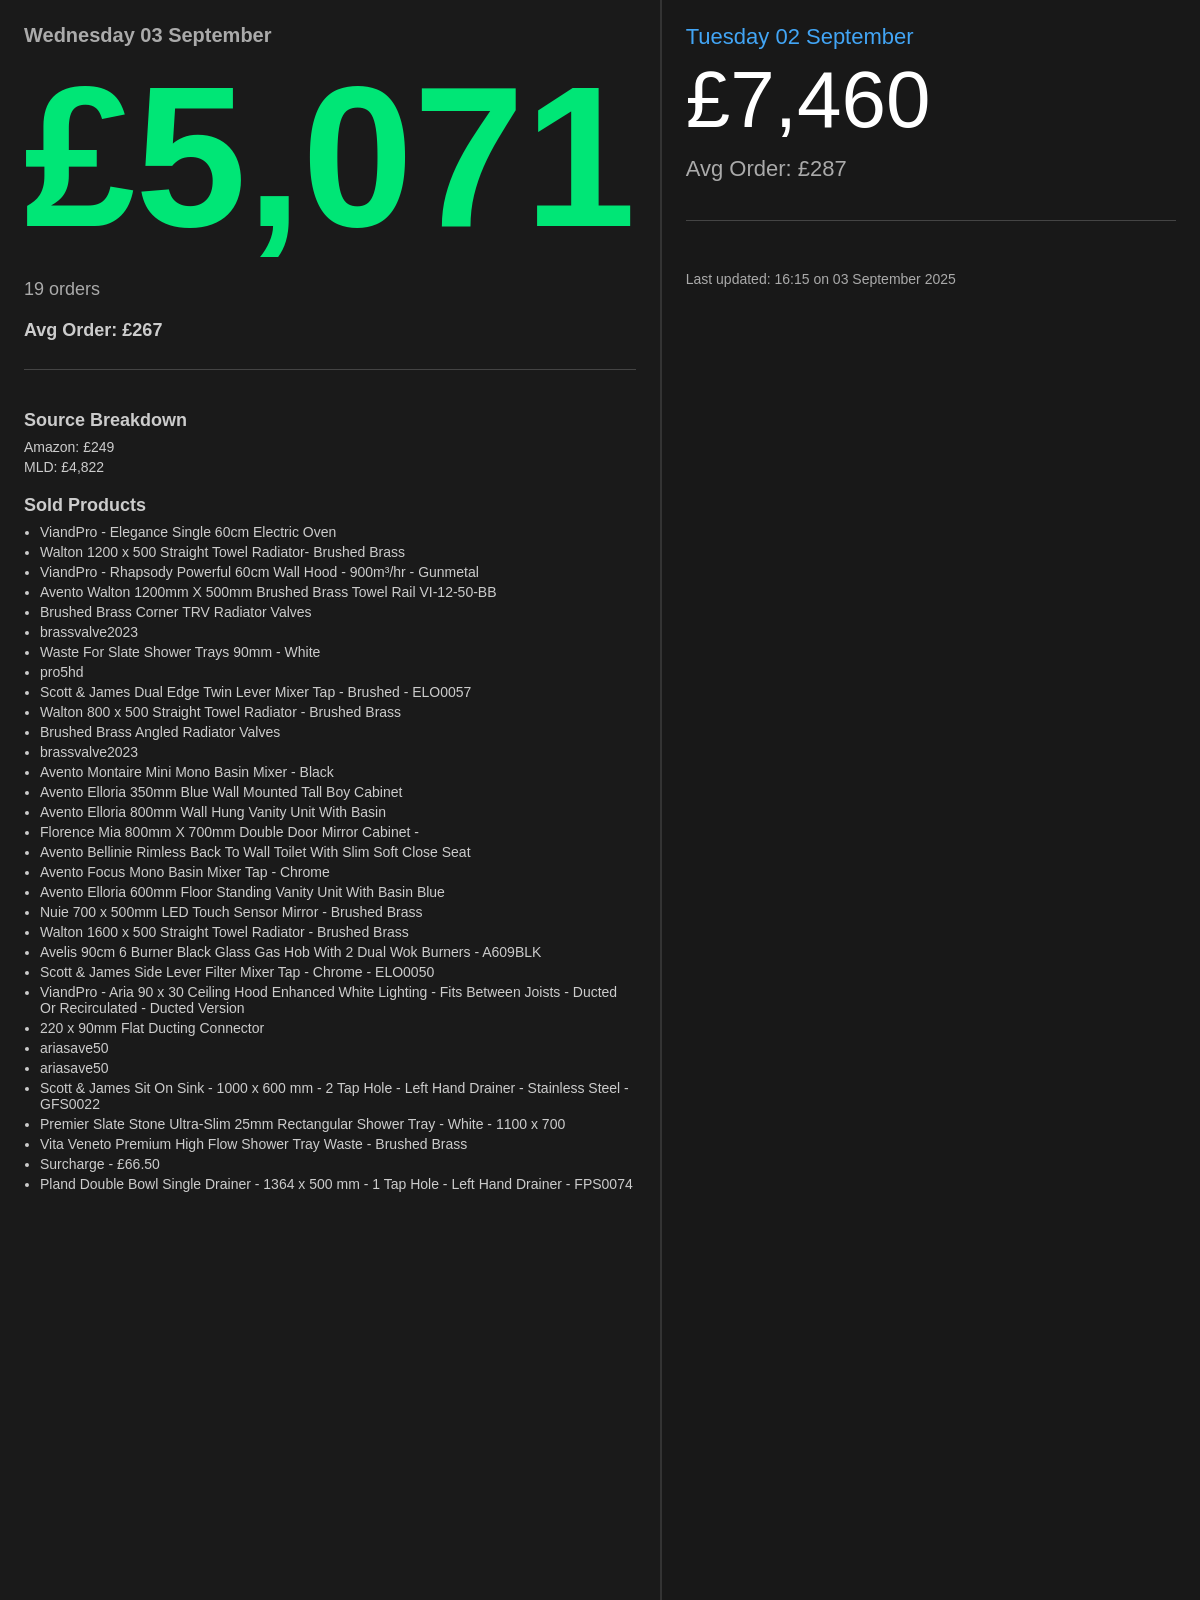 Wednesday 03 September
£5,071
19 orders
Avg Order: £267
Source Breakdown
Amazon: £249
MLD: £4,822
Sold Products
• ViandPro - Elegance Single 60cm Electric Oven
• Walton 1200 x 500 Straight Towel Radiator- Brushed Brass
• ViandPro - Rhapsody Powerful 60cm Wall Hood - 900m³/hr - Gunmetal
• Avento Walton 1200mm X 500mm Brushed Brass Towel Rail VI-12-50-BB
• Brushed Brass Corner TRV Radiator Valves
• brassvalve2023
• Waste For Slate Shower Trays 90mm - White
• pro5hd
• Scott & James Dual Edge Twin Lever Mixer Tap - Brushed - ELO0057
• Walton 800 x 500 Straight Towel Radiator - Brushed Brass
• Brushed Brass Angled Radiator Valves
• brassvalve2023
• Avento Montaire Mini Mono Basin Mixer - Black
• Avento Elloria 350mm Blue Wall Mounted Tall Boy Cabinet
• Avento Elloria 800mm Wall Hung Vanity Unit With Basin
• Florence Mia 800mm X 700mm Double Door Mirror Cabinet -
• Avento Bellinie Rimless Back To Wall Toilet With Slim Soft Close Seat
• Avento Focus Mono Basin Mixer Tap - Chrome
• Avento Elloria 600mm Floor Standing Vanity Unit With Basin Blue
• Nuie 700 x 500mm LED Touch Sensor Mirror - Brushed Brass
• Walton 1600 x 500 Straight Towel Radiator - Brushed Brass
• Avelis 90cm 6 Burner Black Glass Gas Hob With 2 Dual Wok Burners - A609BLK
• Scott & James Side Lever Filter Mixer Tap - Chrome - ELO0050
• ViandPro - Aria 90 x 30 Ceiling Hood Enhanced White Lighting - Fits Between Joists - Ducted
Or Recirculated - Ducted Version
• 220 x 90mm Flat Ducting Connector
• ariasave50
• ariasave50
• Scott & James Sit On Sink - 1000 x 600 mm - 2 Tap Hole - Left Hand Drainer - Stainless Steel -
GFS0022
• Premier Slate Stone Ultra-Slim 25mm Rectangular Shower Tray - White - 1100 x 700
• Vita Veneto Premium High Flow Shower Tray Waste - Brushed Brass
• Surcharge - £66.50
• Pland Double Bowl Single Drainer - 1364 x 500 mm - 1 Tap Hole - Left Hand Drainer - FPS0074
Tuesday 02 September
£7,460
Avg Order: £287
Last updated: 16:15 on 03 September 2025